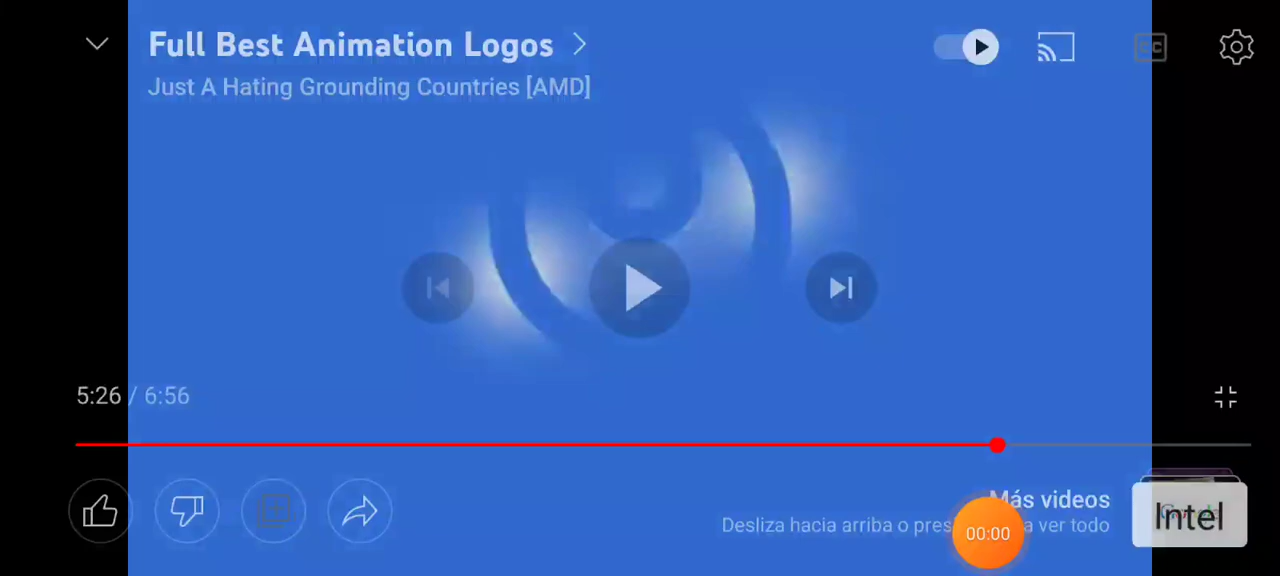 Full Best Animation Logos
Just A Hating Grounding Countries [AMD]
CC
5:26 / 6:56
Más videos
Desliza hacia arriba o pres a ver todo
00:00
Intel